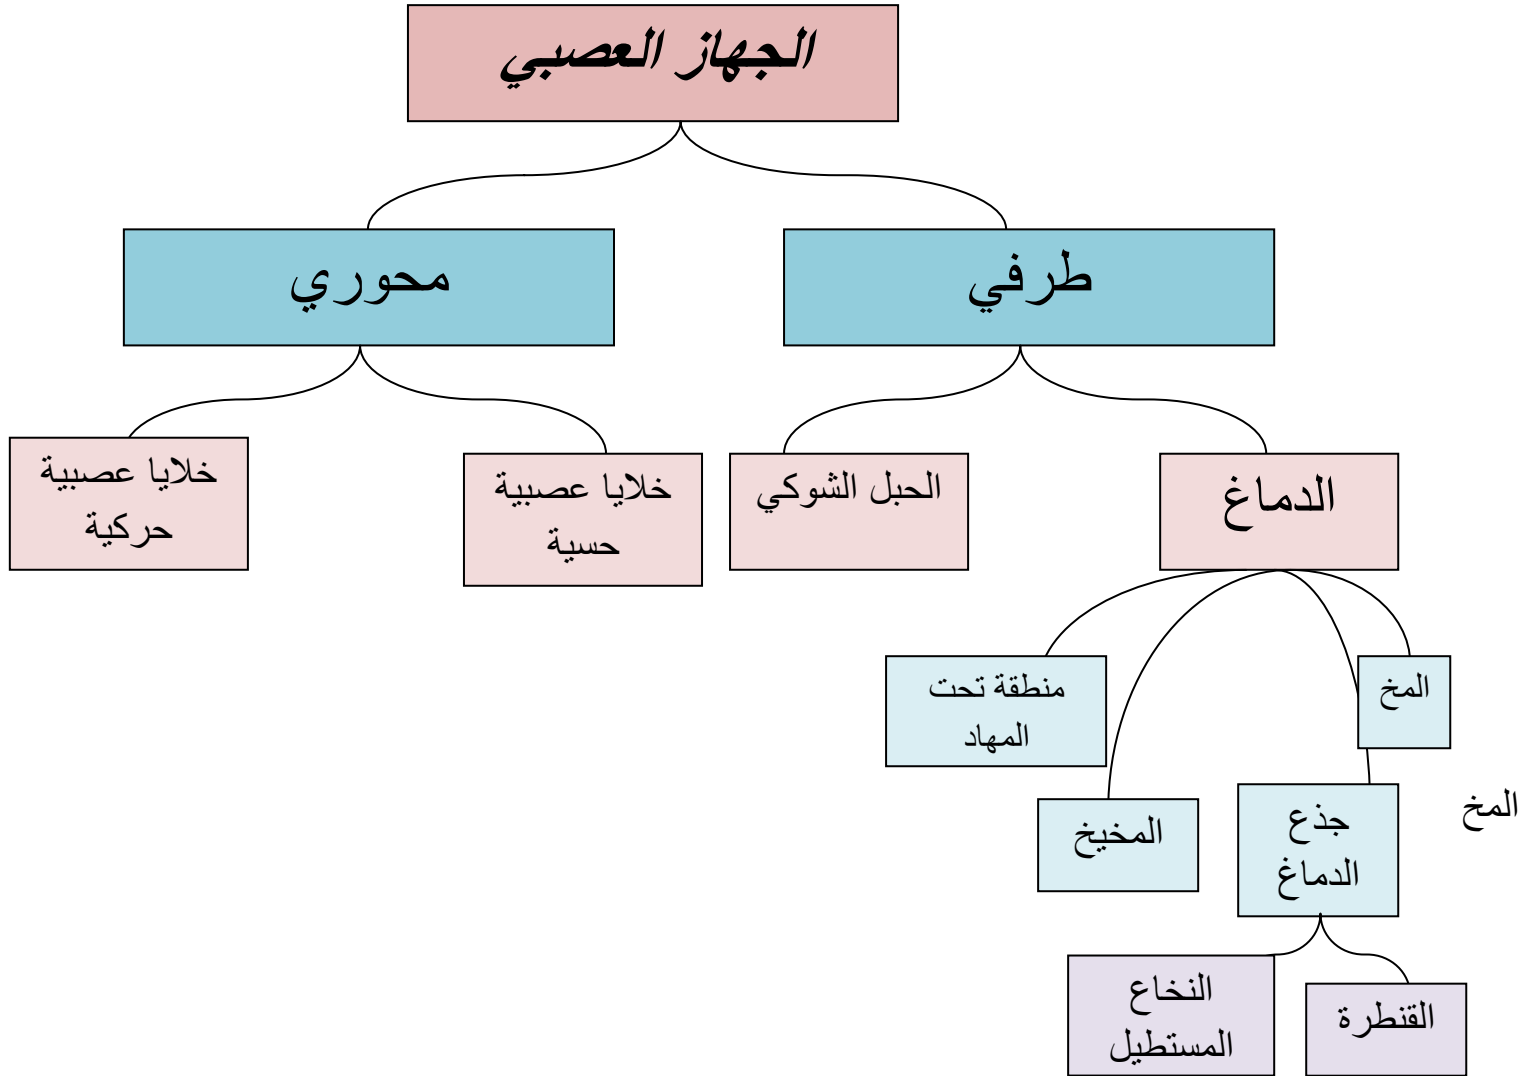 الجهاز العصبي
طرفي
محوري
الدماغ
الحبل الشوكي
خلايا عصبية
حسية
خلايا عصبية
حركية
المخ
منطقة تحت
المهاد
المخ
جذع
الدماغ
المخيخ
القنطرة
النخاع
المستطيل